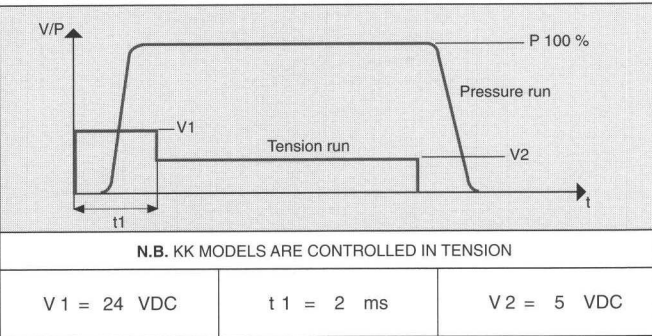 V/P
P 100 %
Pressure run
V1
Tension run
V2
t
t1
N.B. KK MODELS ARE CONTROLLED IN TENSION
V 1 = 24 VDC
t 1 = 2 ms
V 2 = 5 VDC